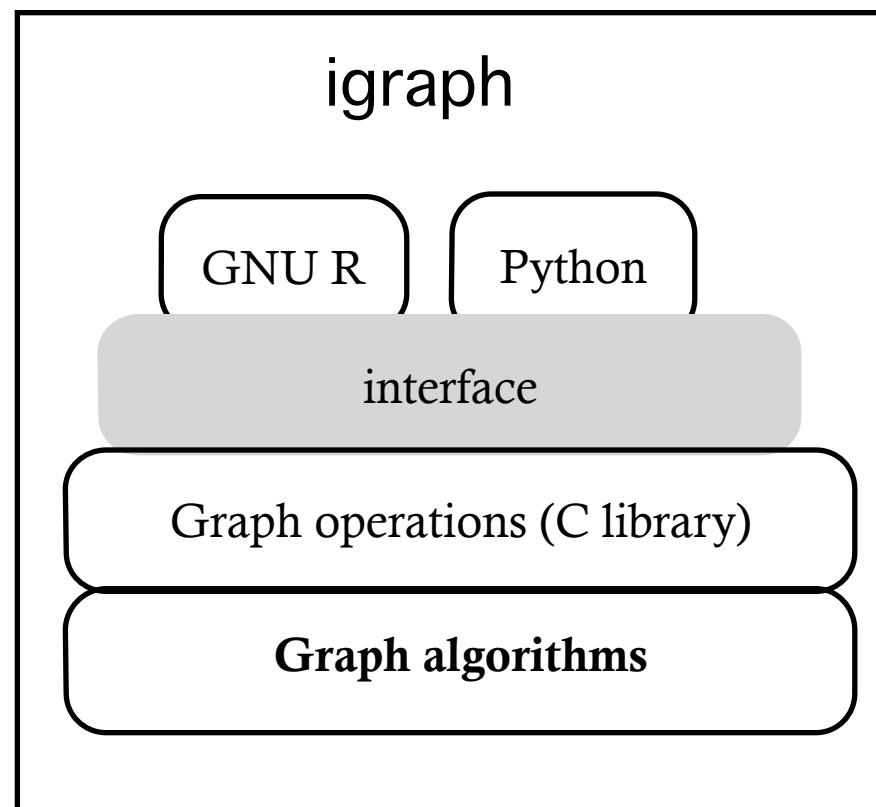 igraph
GNU R
Python
interface
Graph operations (C library)
Graph algorithms